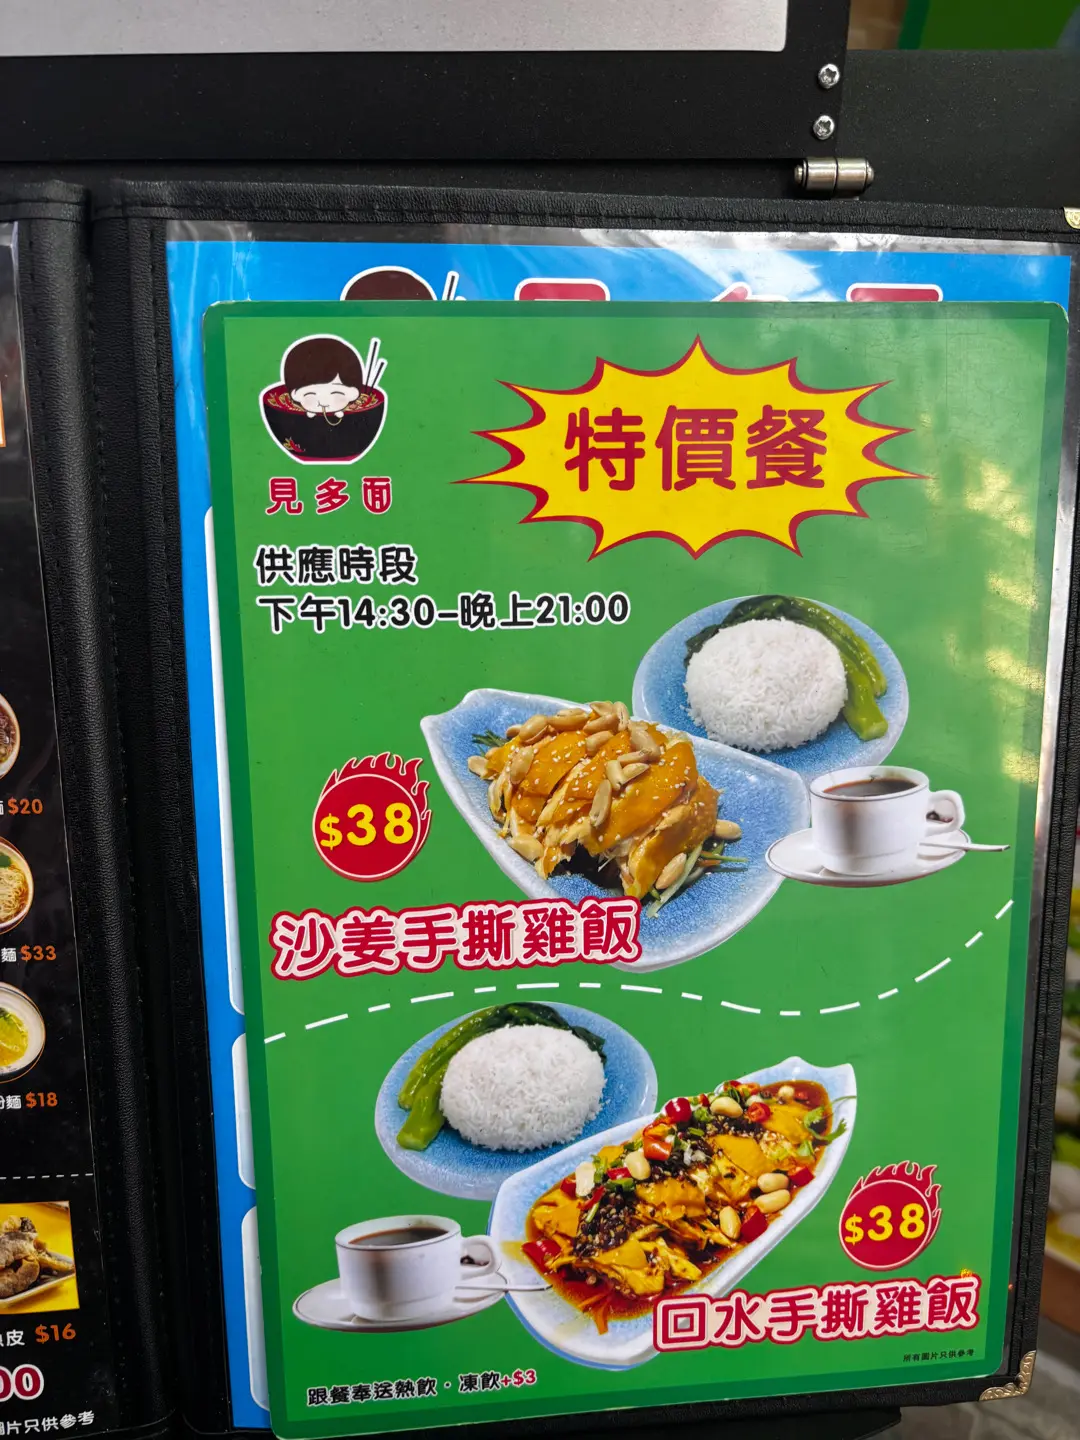 見多面
特價餐
供應時段
下午14:30-晚上21:00
$38
沙姜手撕雞飯
$38
回水手撕雞飯
所有圖片只供參考
跟餐奉送熱飲·凍飲+$3
$20
麵 $33
麵 $18
皮 $16
00
片只供參考